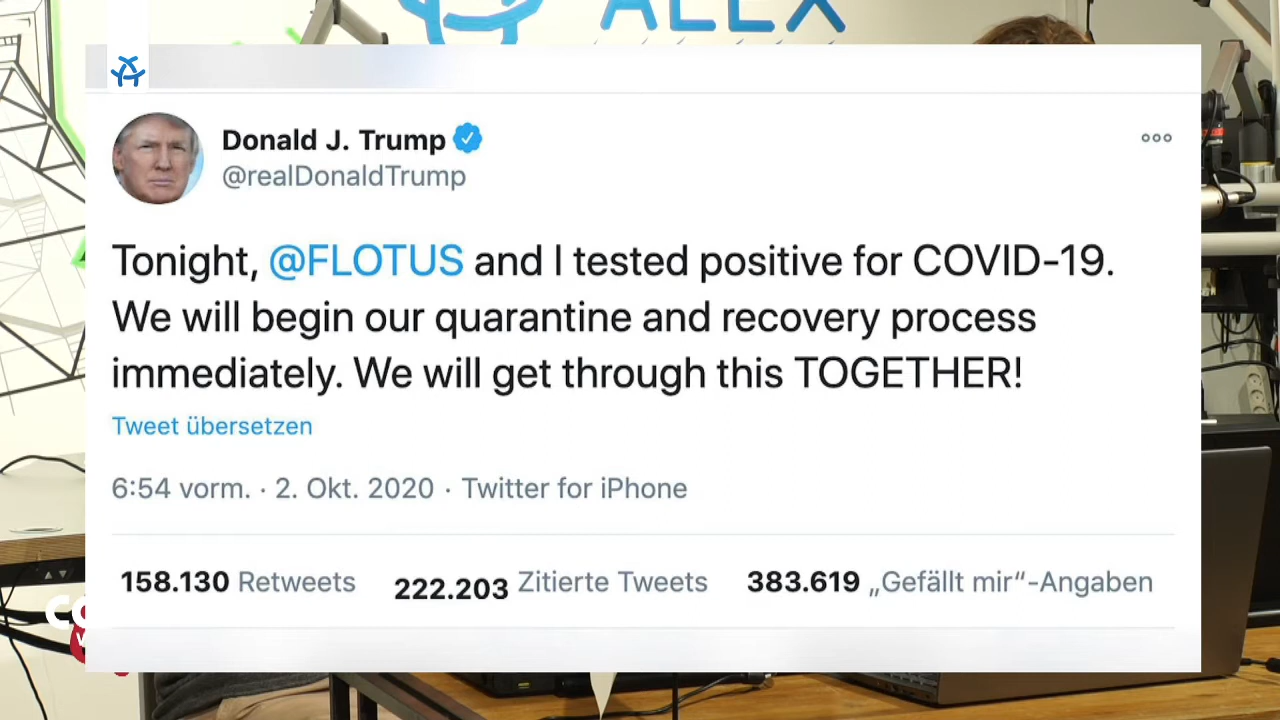 ALEX
Donald J. Trump
@realDonaldTrump
Tonight, @FLOTUS and I tested positive for COVID-19.
We will begin our quarantine and recovery process
immediately. We will get through this TOGETHER!
Tweet übersetzen
6:54 vorm. · 2. Okt. 2020 · Twitter for iPhone
158.130 Retweets 222.203 Zitierte Tweets 383.619 „Gefällt mir“-Angaben